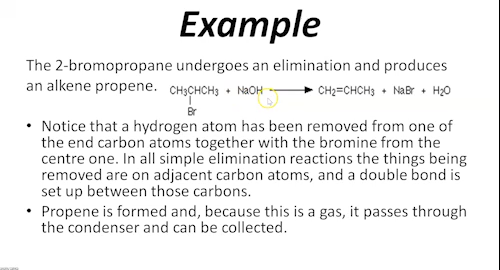 Example
The 2-bromopropane undergoes an elimination and produces
an alkene propene. CH3CHCH3 + NaOH ⟶ CH2=CHCH3 + NaBr + H2O
Br
• Notice that a hydrogen atom has been removed from one of
the end carbon atoms together with the bromine from the
centre one. In all simple elimination reactions the things being
removed are on adjacent carbon atoms, and a double bond is
set up between those carbons.
• Propene is formed and, because this is a gas, it passes through
the condenser and can be collected.